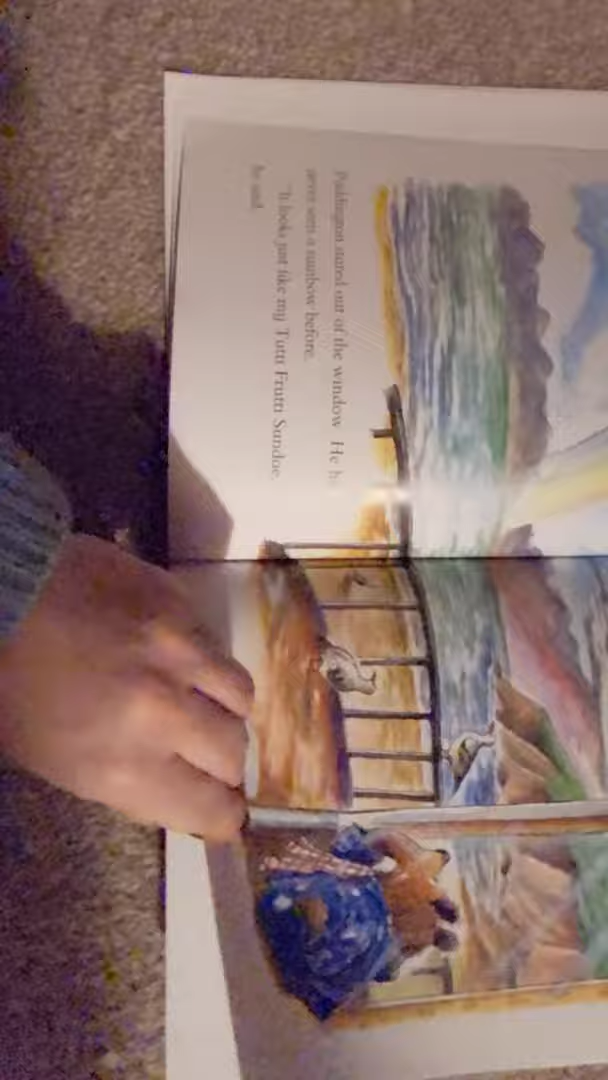 Paddington stared out of the window. He h
never seen a rainbow before.
"It looks just like my Tutti Frutti Sundae,
he said.